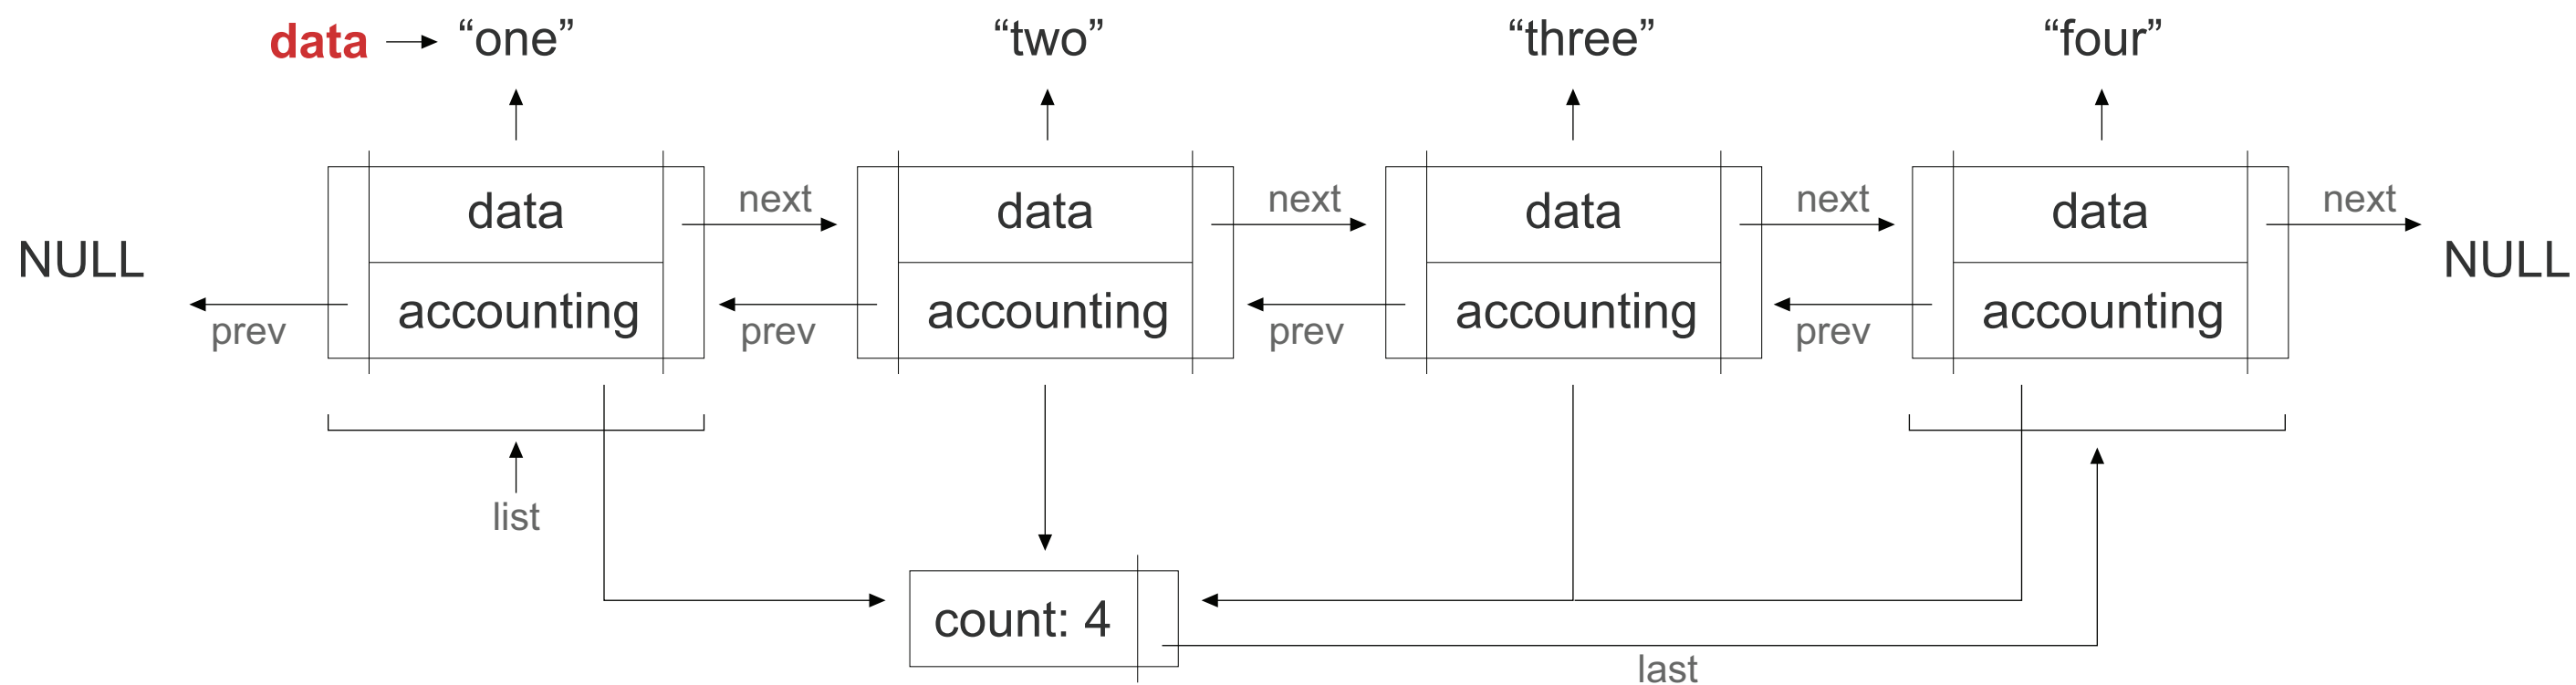 data “one” “two” “three” “four”
data next data next data next data next
NULL accounting accounting accounting accounting NULL
prev prev prev prev
list
count: 4
last